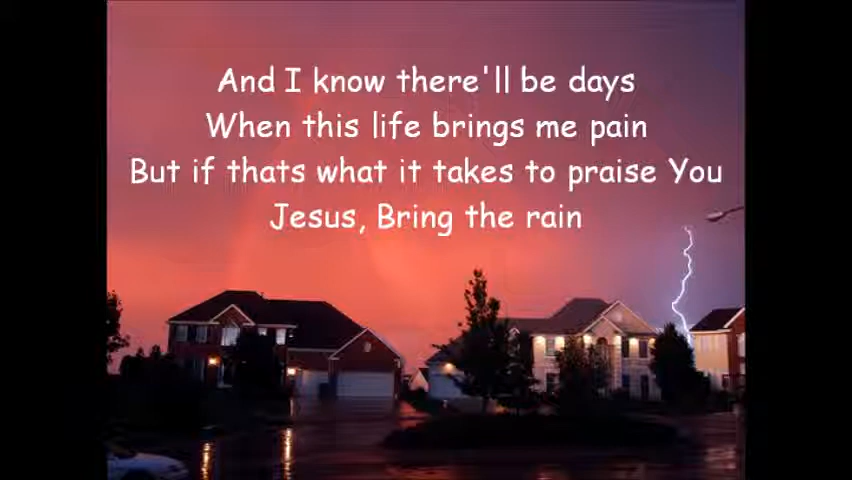 And I know there'll be days
When this life brings me pain
But if thats what it takes to praise You
Jesus, Bring the rain